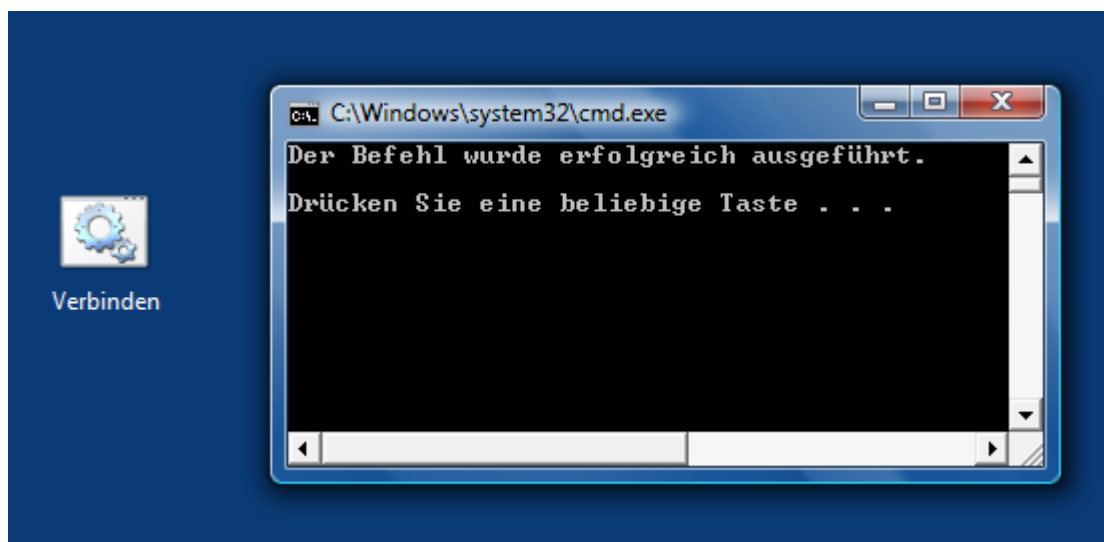 C:\Windows\system32\cmd.exe
Der Befehl wurde erfolgreich ausgeführt.
Drücken Sie eine beliebige Taste . . .
Verbinden